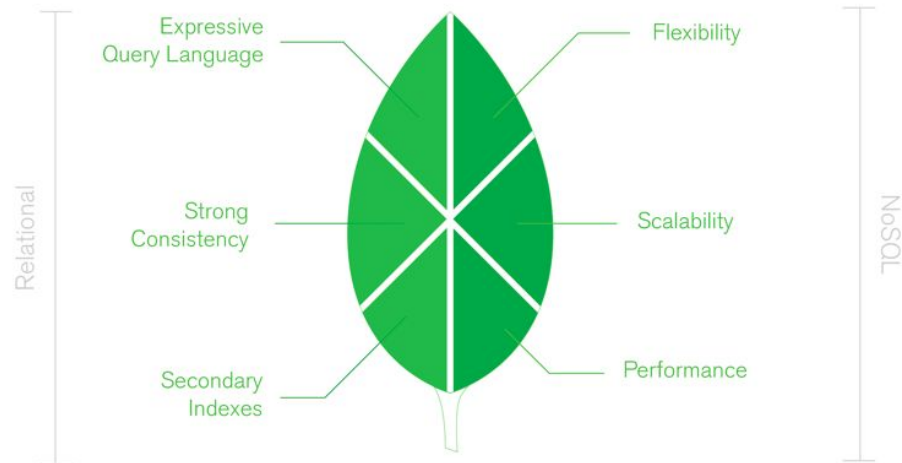 Expressive
Query Language
Flexibility
Relational
Strong
Consistency
Scalability
NoSQL
Secondary
Indexes
Performance